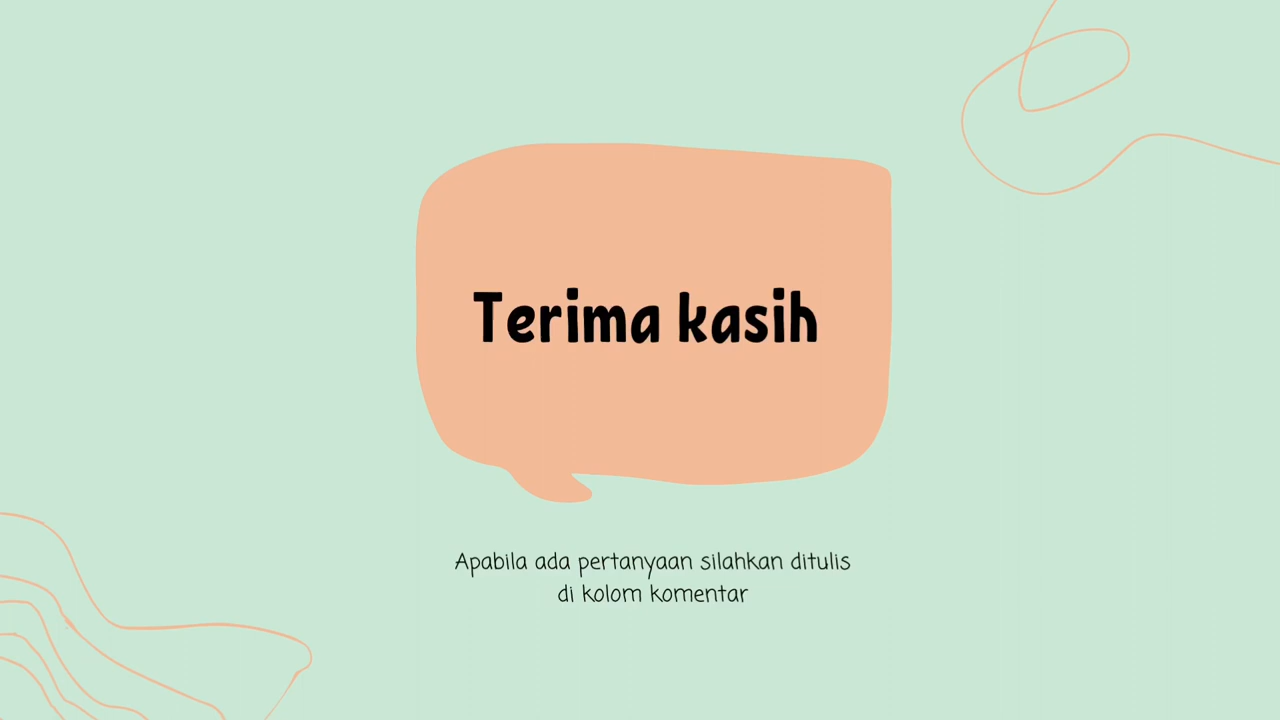 Terima kasih
Apabila ada pertanyaan silahkan ditulis
di kolom komentar